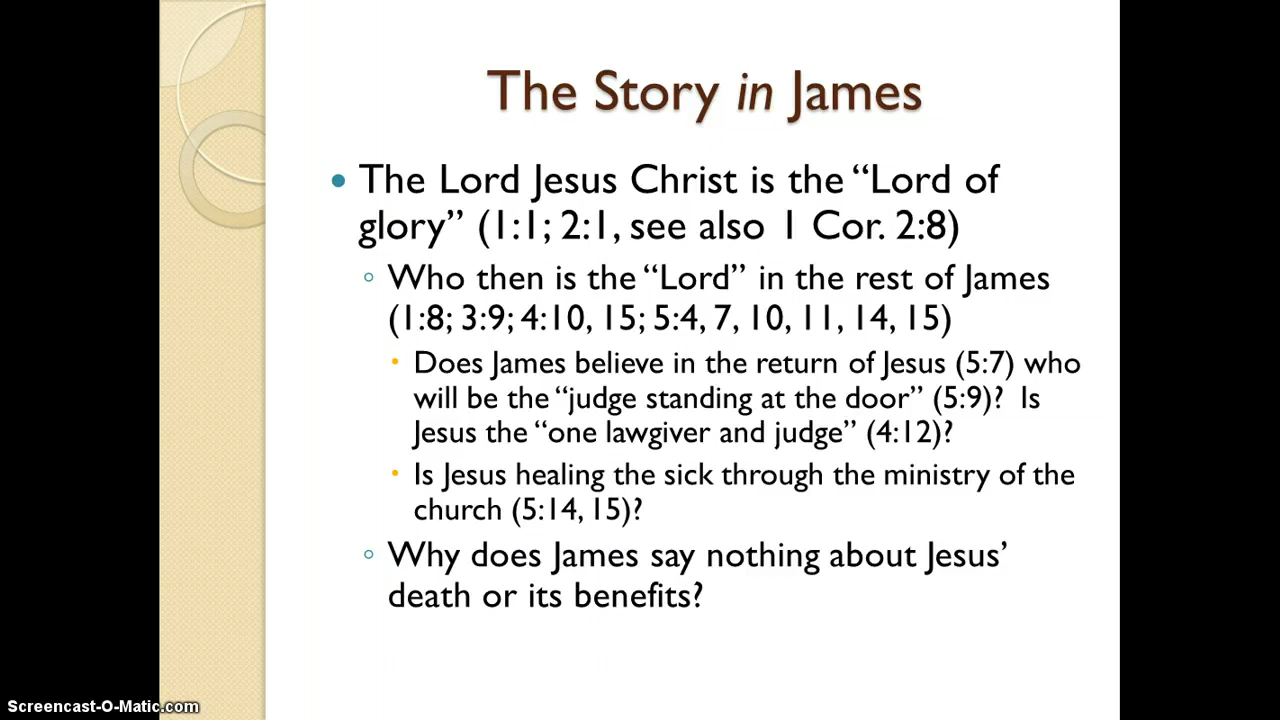 The Story in James
• The Lord Jesus Christ is the “Lord of
glory” (1:1; 2:1, see also 1 Cor. 2:8)
◦ Who then is the “Lord” in the rest of James
(1:8; 3:9; 4:10, 15; 5:4, 7, 10, 11, 14, 15)
• Does James believe in the return of Jesus (5:7) who
will be the “judge standing at the door” (5:9)? Is
Jesus the “one lawgiver and judge” (4:12)?
• Is Jesus healing the sick through the ministry of the
church (5:14, 15)?
◦ Why does James say nothing about Jesus’
death or its benefits?
Screencast-O-Matic.com